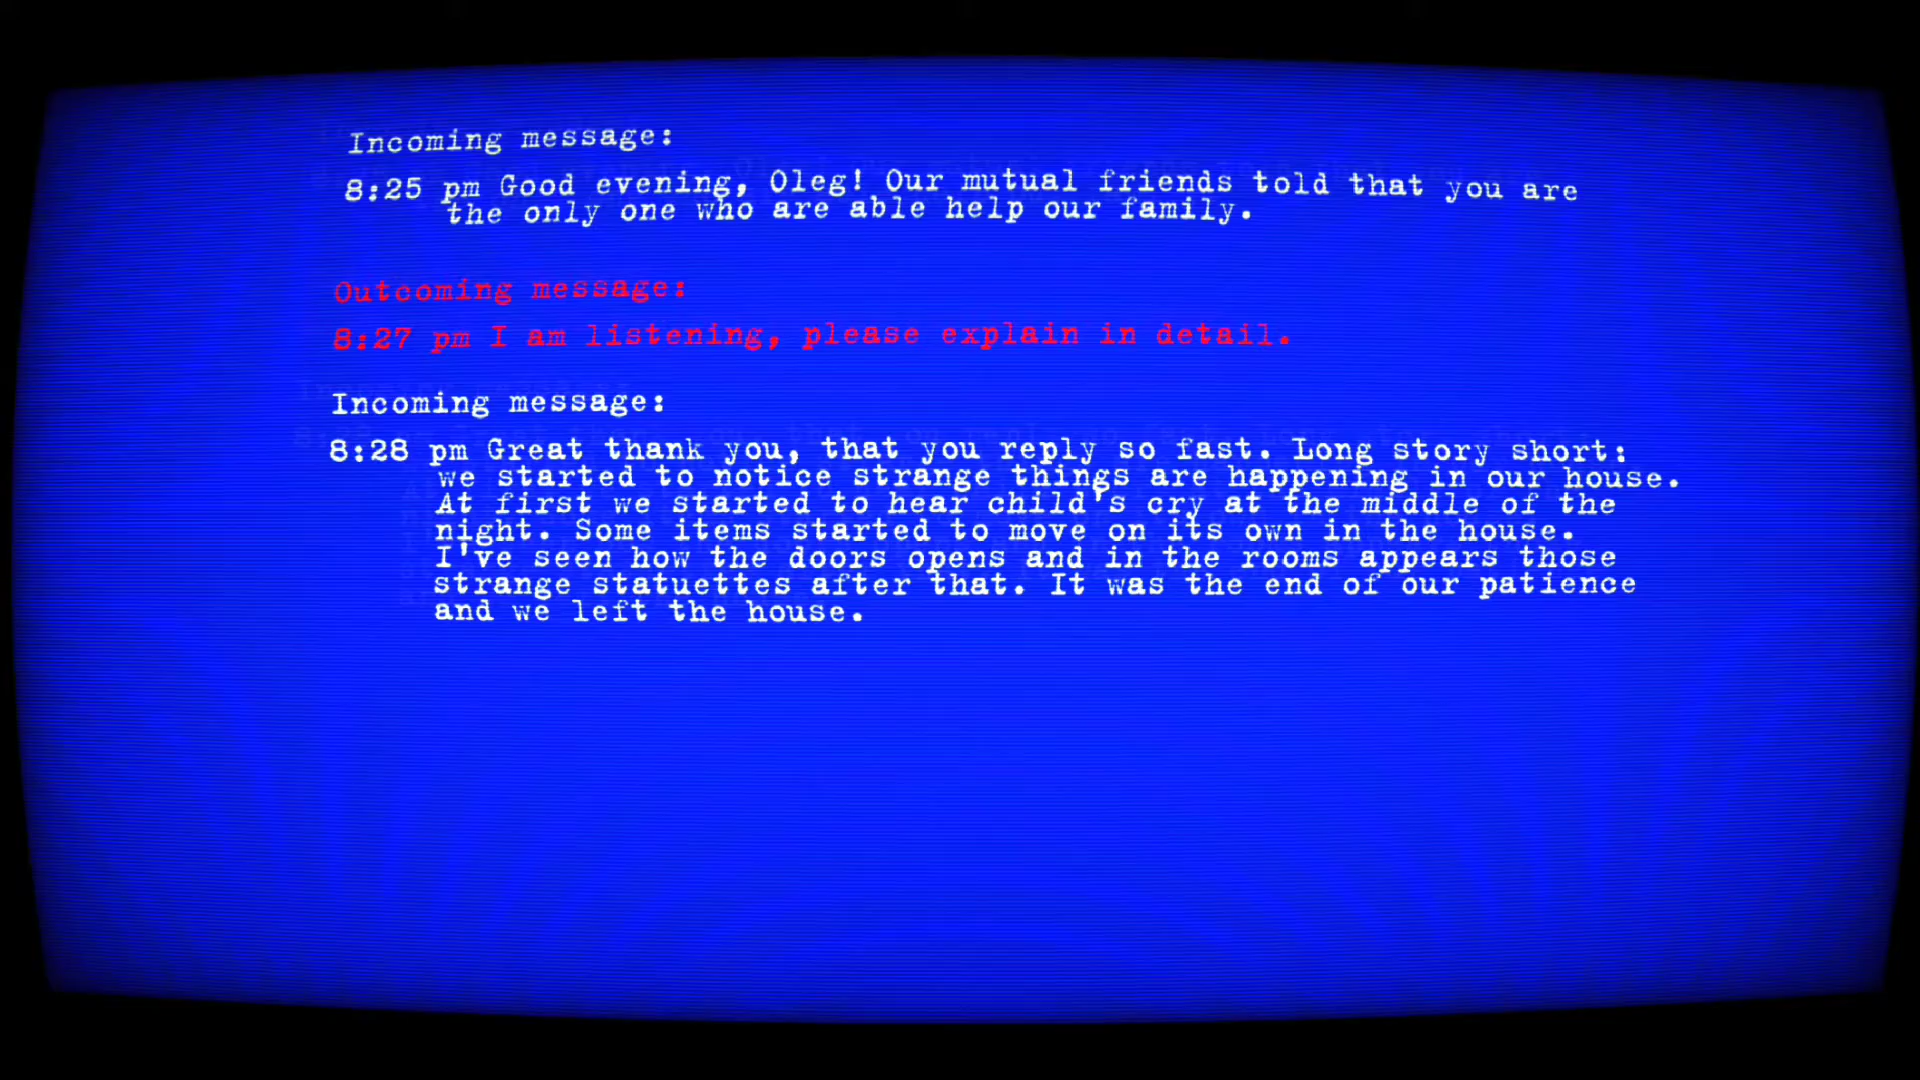 Incoming message:
8:25 pm Good evening, Oleg! Our mutual friends told that you are
the only one who are able help our family.
Outcoming message:
8:27 pm I am listening, please explain in detail.
Incoming message:
8:28 pm Great thank you, that you reply so fast. Long story short:
we started to notice strange things are happening in our house.
At first we started to hear child's cry at the middle of the
night. Some items started to move on its own in the house.
I've seen how the doors opens and in the rooms appears those
strange statuettes after that. It was the end of our patience
and we left the house.